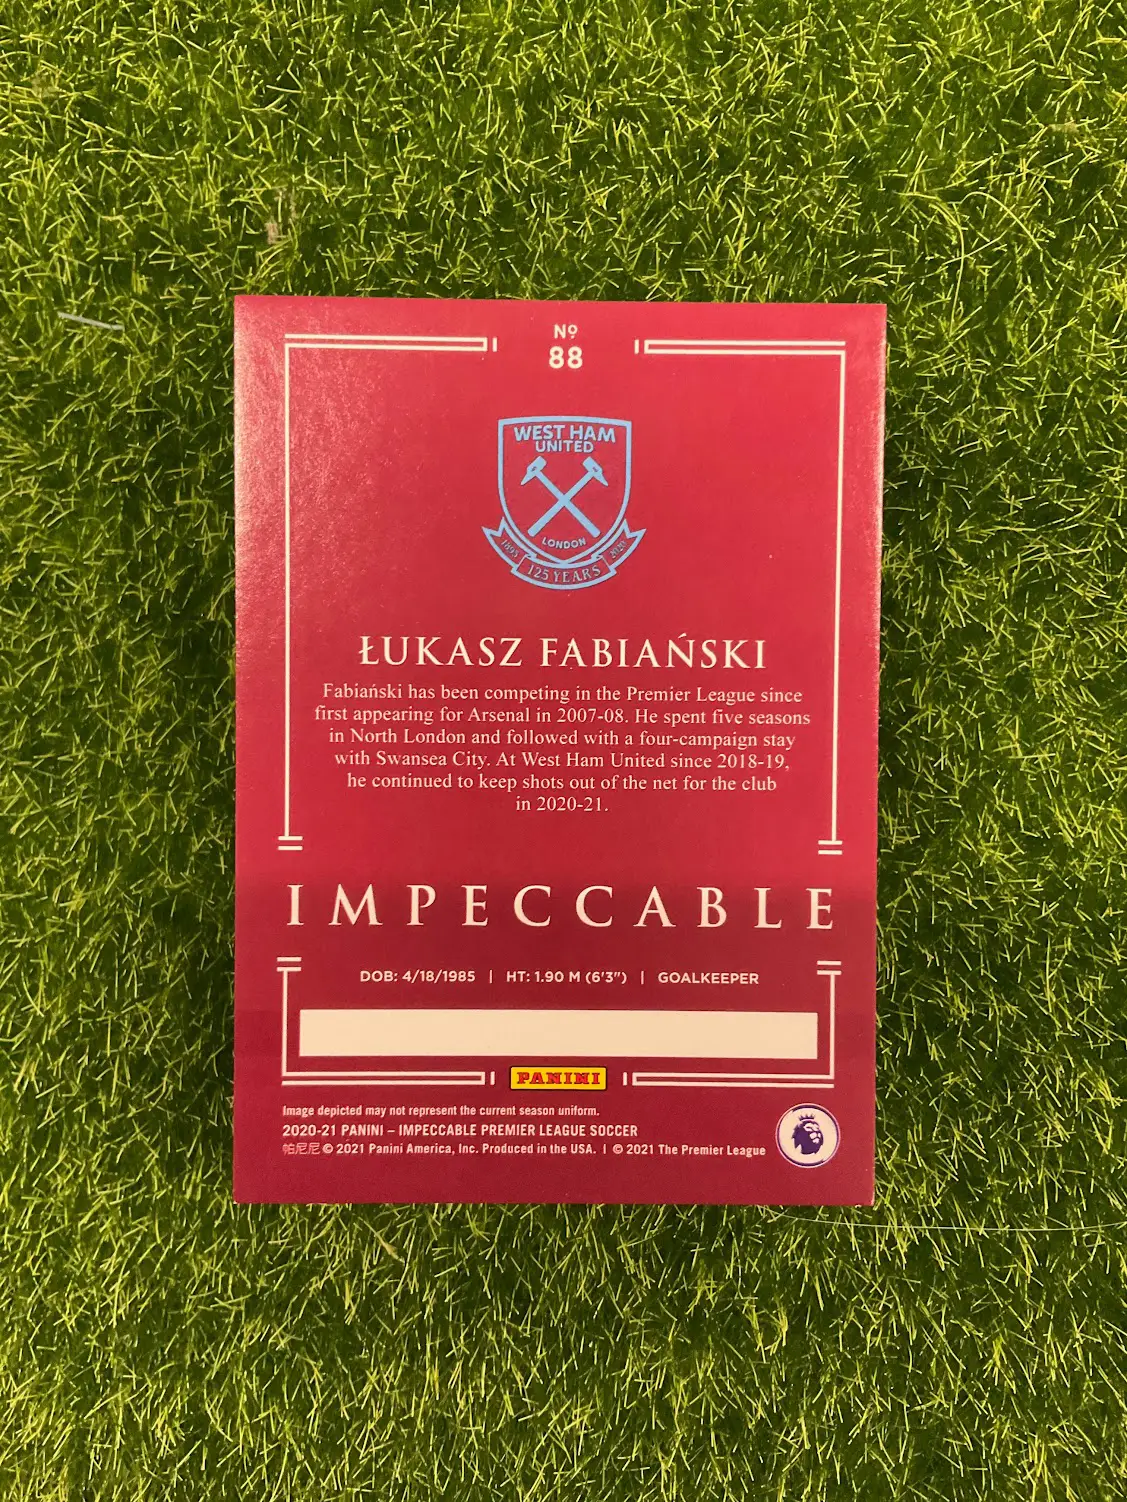 Nº
88
WEST HAM
UNITED
LONDON
1895 125 YEARS 2020
ŁUKASZ FABIAŃSKI
Fabiański has been competing in the Premier League since
first appearing for Arsenal in 2007-08. He spent five seasons
in North London and followed with a four-campaign stay
with Swansea City. At West Ham United since 2018-19,
he continued to keep shots out of the net for the club
in 2020-21.
IMPECCABLE
DOB: 4/18/1985 | HT: 1.90 M (6'3") | GOALKEEPER
PANINI
Image depicted may not represent the current season uniform.
2020-21 PANINI – IMPECCABLE PREMIER LEAGUE SOCCER
帕尼尼 © 2021 Panini America, Inc. Produced in the USA. | © 2021 The Premier League